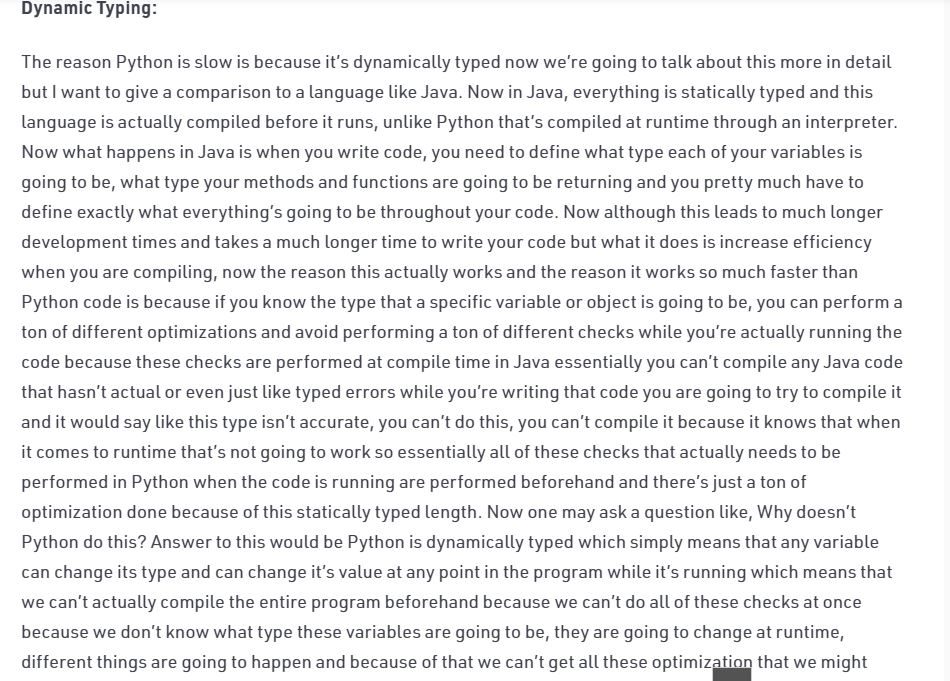 Dynamic Typing:
The reason Python is slow is because it's dynamically typed now we're going to talk about this more in detail
but I want to give a comparison to a language like Java. Now in Java, everything is statically typed and this
language is actually compiled before it runs, unlike Python that's compiled at runtime through an interpreter.
Now what happens in Java is when you write code, you need to define what type each of your variables is
going to be, what type your methods and functions are going to be returning and you pretty much have to
define exactly what everything's going to be throughout your code. Now although this leads to much longer
development times and takes a much longer time to write your code but what it does is increase efficiency
when you are compiling, now the reason this actually works and the reason it works so much faster than
Python code is because if you know the type that a specific variable or object is going to be, you can perform a
ton of different optimizations and avoid performing a ton of different checks while you're actually running the
code because these checks are performed at compile time in Java essentially you can't compile any Java code
that hasn't actual or even just like typed errors while you're writing that code you are going to try to compile it
and it would say like this type isn't accurate, you can't do this, you can't compile it because it knows that when
it comes to runtime that's not going to work so essentially all of these checks that actually needs to be
performed in Python when the code is running are performed beforehand and there's just a ton of
optimization done because of this statically typed length. Now one may ask a question like, Why doesn't
Python do this? Answer to this would be Python is dynamically typed which simply means that any variable
can change its type and can change it's value at any point in the program while it's running which means that
we can't actually compile the entire program beforehand because we can't do all of these checks at once
because we don't know what type these variables are going to be, they are going to change at runtime,
different things are going to happen and because of that we can't get all these optimization that we might